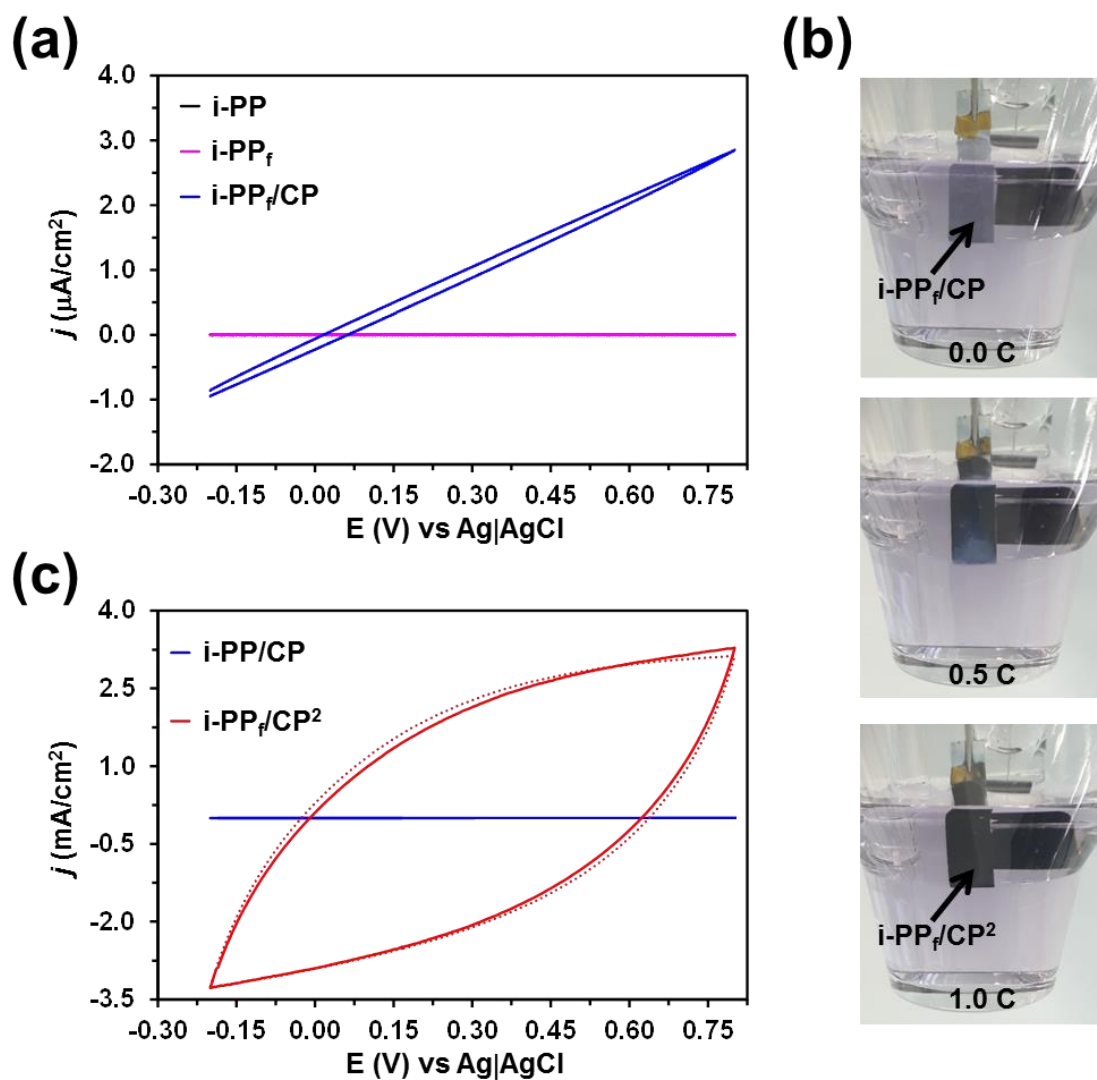 (a)
4.0
3.0
2.0
1.0
0.0
-1.0
-2.0
j (μA/cm²)
i-PP
i-PPf
i-PPf/CP
-0.30 -0.15 0.00 0.15 0.30 0.45 0.60 0.75
E (V) vs Ag|AgCl
(b)
i-PPf/CP
0.0 C
0.5 C
i-PPf/CP²
1.0 C
(c)
4.0
2.5
1.0
-0.5
-2.0
-3.5
j (mA/cm²)
i-PP/CP
i-PPf/CP²
-0.30 -0.15 0.00 0.15 0.30 0.45 0.60 0.75
E (V) vs Ag|AgCl